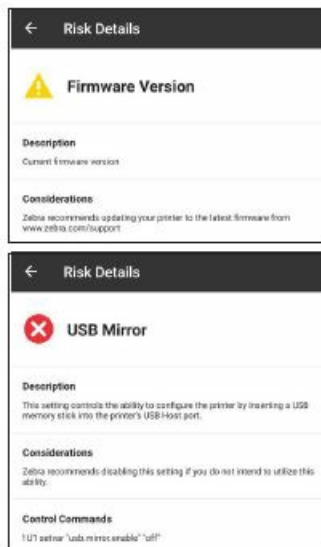 Risk Details
Firmware Version
Description
Current firmware version
Considerations
Zebra recommends updating your printer to the latest firmware from
www.zebra.com/support
Risk Details
USB Mirror
Description
This setting controls the ability to configure the printer by inserting a USB
memory stick into the printer's USB Host port.
Considerations
Zebra recommends disabling this setting if you do not intend to utilize this
ability.
Control Commands
! U1 setvar "usb.mirror.enable" "off"